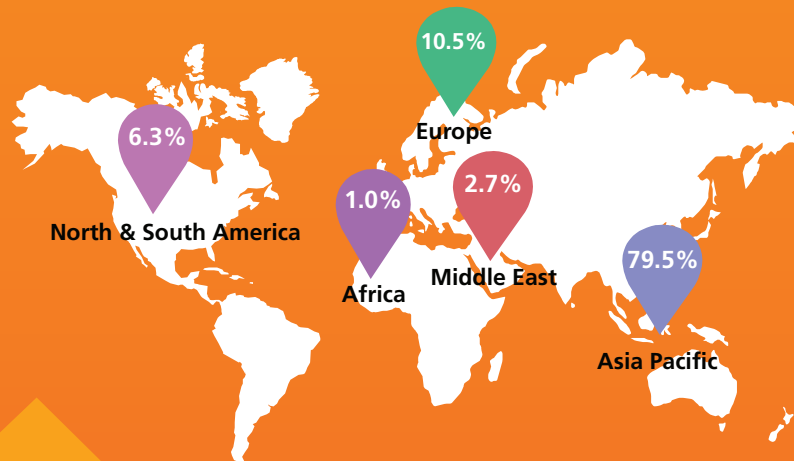 10.5%
Europe
6.3%
North & South America
1.0%
Africa
2.7%
Middle East
79.5%
Asia Pacific